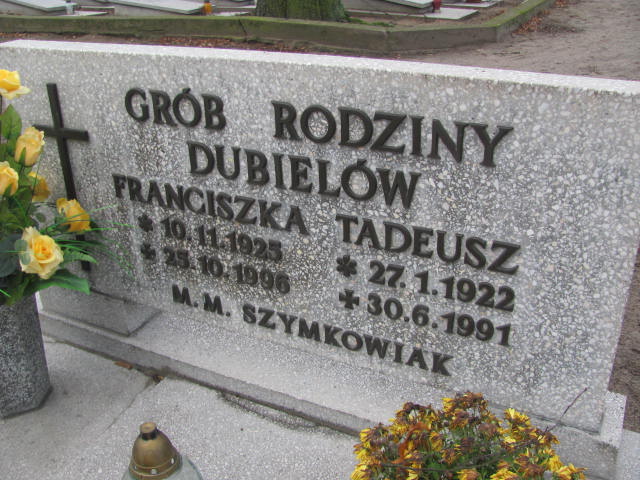 GRÓB RODZINY
DUBIELÓW
FRANCISZKA TADEUSZ
* 10.11.1925 * 27.1.1922
+ 25.10.1996 + 30.6.1991
M.M. SZYMKOWIAK